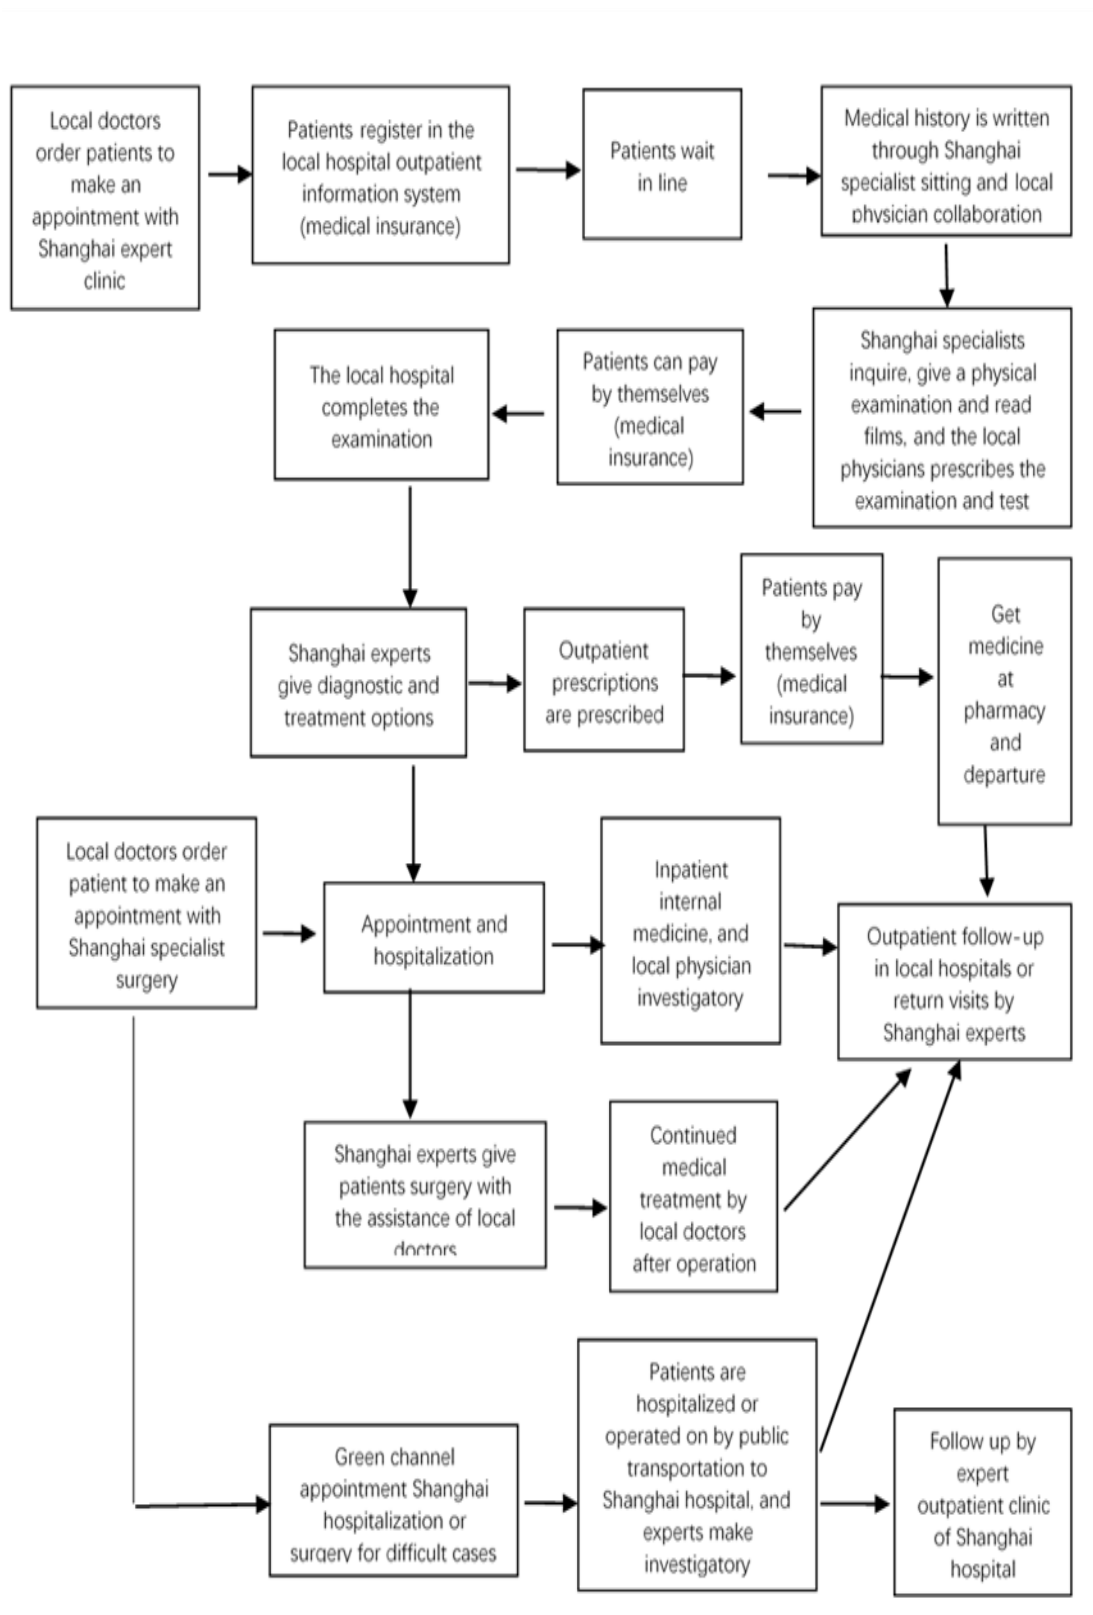 Local doctors
order patients to
make an
appointment with
Shanghai expert
clinic
Patients register in the
local hospital outpatient
information system
(medical insurance)
Patients wait
in line
Medical history is written
through Shanghai
specialist sitting and local
physician collaboration
Shanghai specialists
inquire, give a physical
examination and read
films, and the local
physicians prescribes the
examination and test
Patients can pay
by themselves
(medical
insurance)
The local hospital
completes the
examination
Shanghai experts
give diagnostic and
treatment options
Outpatient
prescriptions
are prescribed
Patients pay
by
themselves
(medical
insurance)
Get
medicine
at
pharmacy
and
departure
Local doctors order
patient to make an
appointment with
Shanghai specialist
surgery
Appointment and
hospitalization
Inpatient
internal
medicine, and
local physician
investigatory
Outpatient follow-up
in local hospitals or
return visits by
Shanghai experts
Shanghai experts give
patients surgery with
the assistance of local
doctors
Continued
medical
treatment by
local doctors
after operation
Green channel
appointment Shanghai
hospitalization or
surgery for difficult cases
Patients are
hospitalized or
operated on by public
transportation to
Shanghai hospital, and
experts make
investigatory
Follow up by
expert
outpatient clinic
of Shanghai
hospital